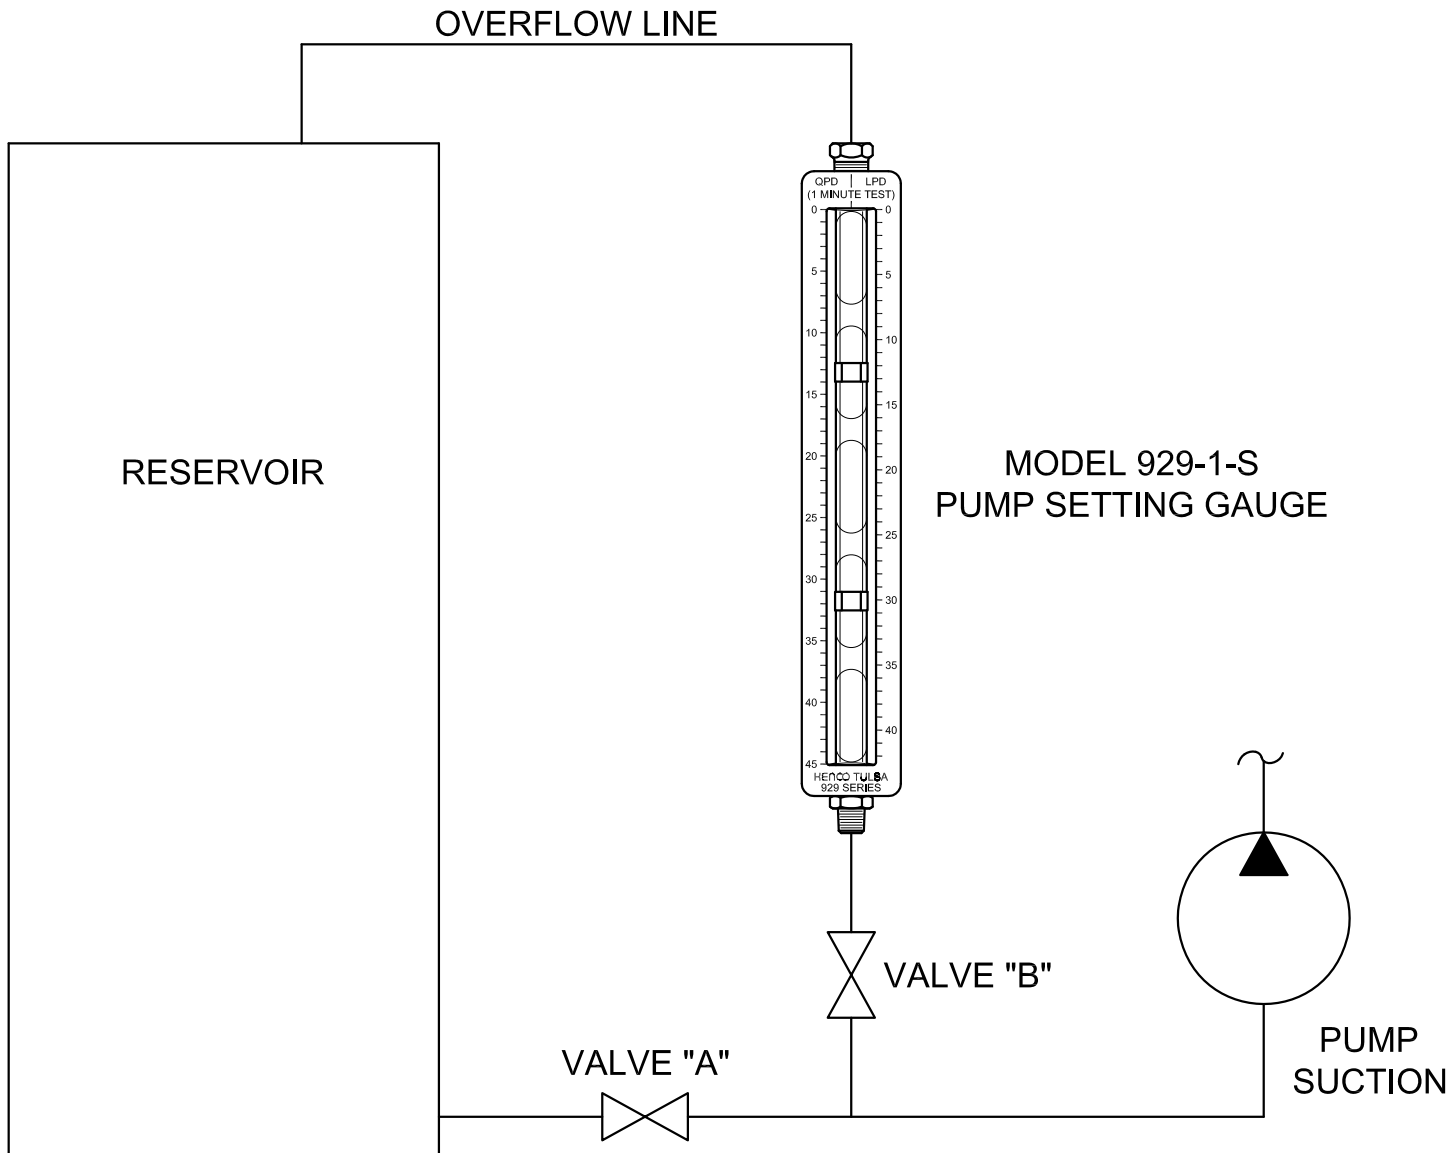 OVERFLOW LINE
QPD LPD
(1 MINUTE TEST)
0 0
5 5
10 10
15 15
20 20
25 25
30 30
35 35
40 40
45
HENCO TULSA
929 SERIES
RESERVOIR
MODEL 929-1-S
PUMP SETTING GAUGE
VALVE "B"
VALVE "A"
PUMP
SUCTION